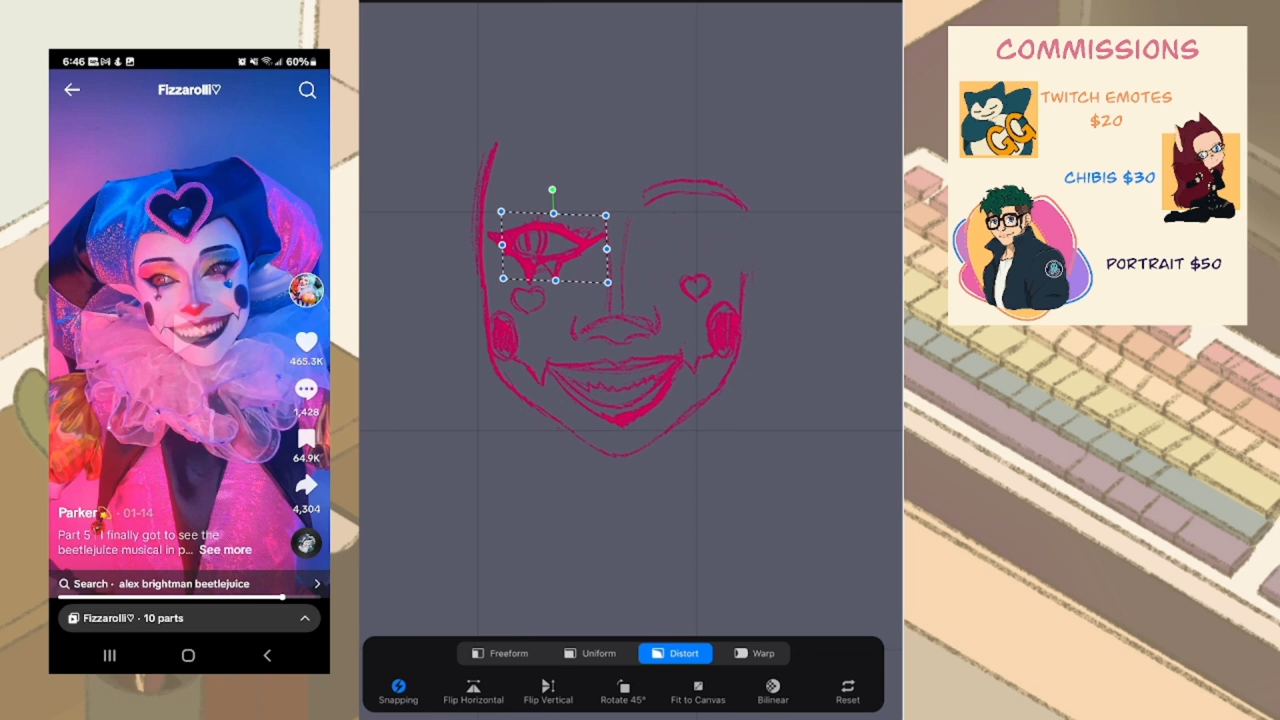 6:46
60%
Fizzarolli♡
465.3K
1,428
64.9K
4,304
Parker · 01-14
Part 5 I finally got to see the
beetlejuice musical in p... See more
Search · alex brightman beetlejuice
Fizzarolli♡ · 10 parts
Freeform
Uniform
Distort
Warp
Snapping
Flip Horizontal
Flip Vertical
Rotate 45°
Fit to Canvas
Bilinear
Reset
COMMISSIONS
TWITCH EMOTES
$20
GG
CHIBIS $30
PORTRAIT $50